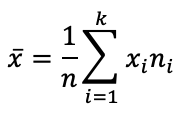 x̄ = 1/n ∑_{i=1}^{k} x_i n_i